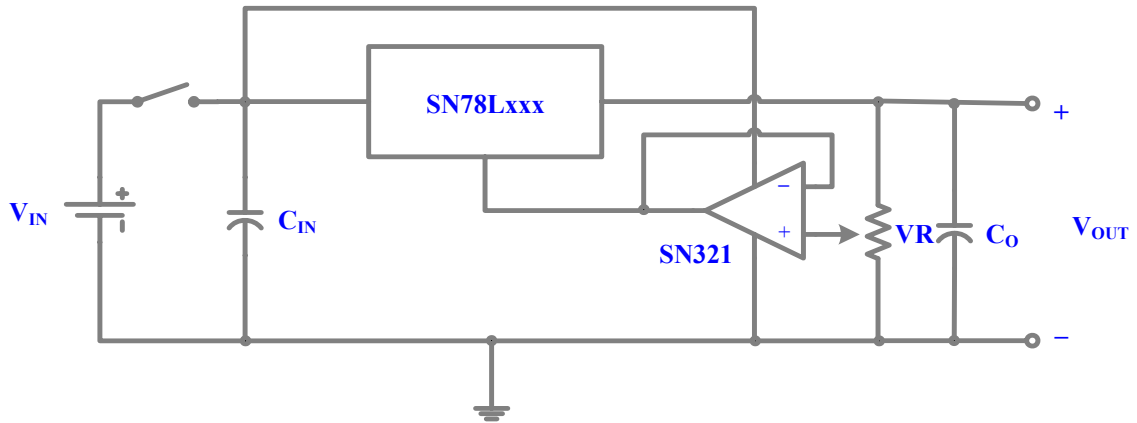 SN78Lxxx
+
−
+
V_IN
C_IN
+
SN321
VR
C_O
V_OUT
−